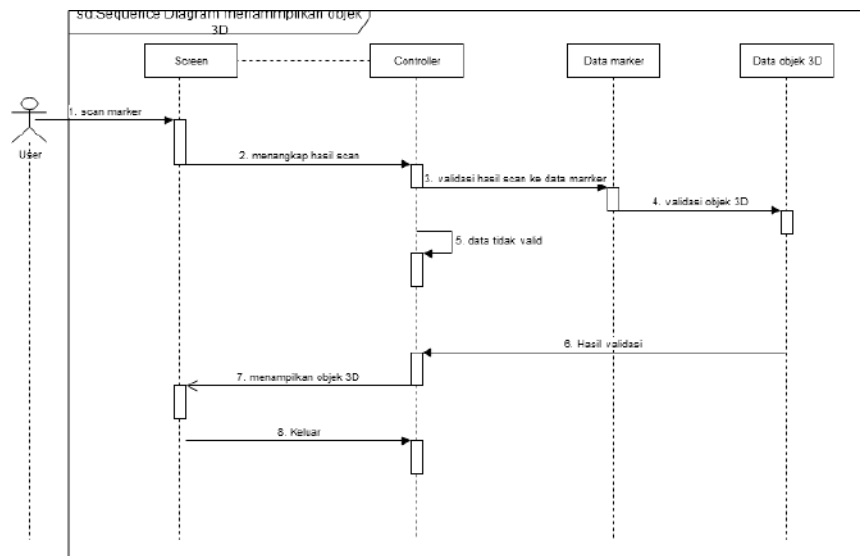 sd.Sequence Diagram menammpilkan objek
3D
Screen
Controller
Data marker
Data objek 3D
User
1. scan marker
2. menangkap hasil scan
3. validasi hasil scan ke data marrker
4. validasi objek 3D
5. data tidak valid
6. Hasil validasi
7. menampilkan objek 3D
8. Keluar